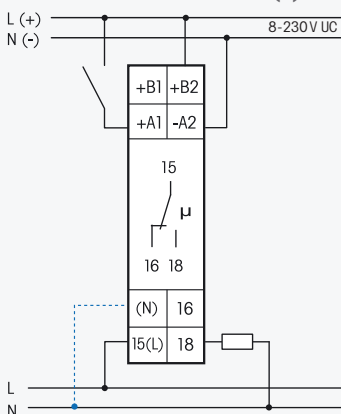 L (+)
N (-)
8-230 V UC
+B1 +B2
+A1 -A2
15
µ
16 18
(N) 16
15(L) 18
L
N